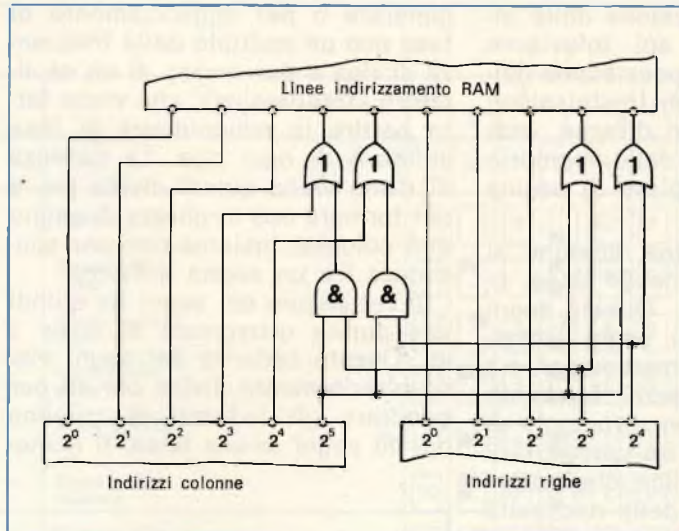 Linee indirizzamento RAM
1 1 1 1
& &
2⁰ 2¹ 2² 2³ 2⁴ 2⁵ 2⁰ 2¹ 2² 2³ 2⁴
Indirizzi colonne Indirizzi righe